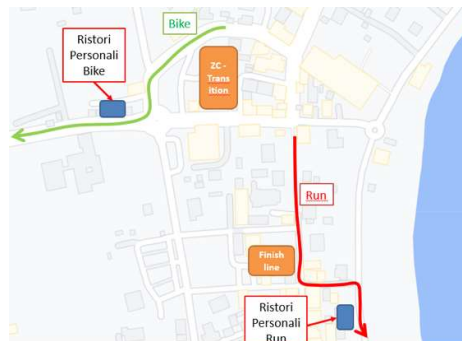 Ristori
Personali
Bike
Bike
ZC -
Trans
ition
Run
Finish
line
Ristori
Personali
Run